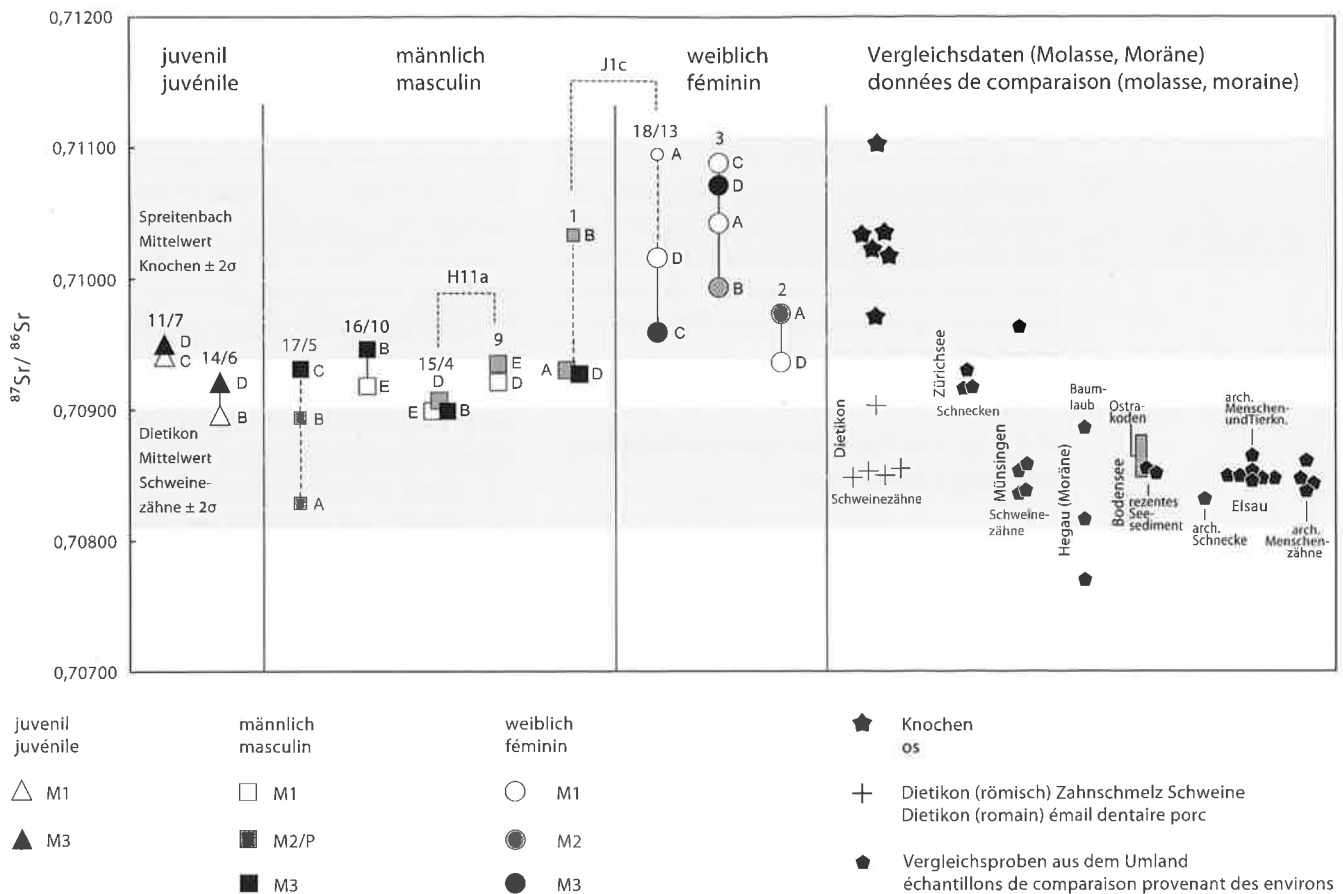 0,71200
0,71100
0,71000
0,70900
0,70800
0,70700
⁸⁷Sr/ ⁸⁶Sr
juvenil
juvénile
männlich
masculin
weiblich
féminin
Vergleichsdaten (Molasse, Moräne)
données de comparaison (molasse, moraine)
Spreitenbach
Mittelwert
Knochen ± 2σ
Dietikon
Mittelwert
Schweine-
zähne ± 2σ
11/7
D
C
14/6
D
B
17/5
C
B
A
16/10
B
E
H11a
15/4
D
E
B
9
E
D
J1c
1
B
A
D
18/13
A
D
C
3
C
D
A
B
2
A
D
Dietikon
Schweinezähne
Zürichsee
Schnecken
Münsingen
Schweine-
zähne
Hegau (Moräne)
Baum-
laub
Bodensee
Ostra-
koden
rezentes
See-
sediment
arch.
Schnecke
arch.
Menschen-
undTierkn.
Elsau
arch.
Menschen-
zähne
juvenil
juvénile
M1
M3
männlich
masculin
M1
M2/P
M3
weiblich
féminin
M1
M2
M3
Knochen
os
Dietikon (römisch) Zahnschmelz Schweine
Dietikon (romain) émail dentaire porc
Vergleichsproben aus dem Umland
échantillons de comparaison provenant des environs